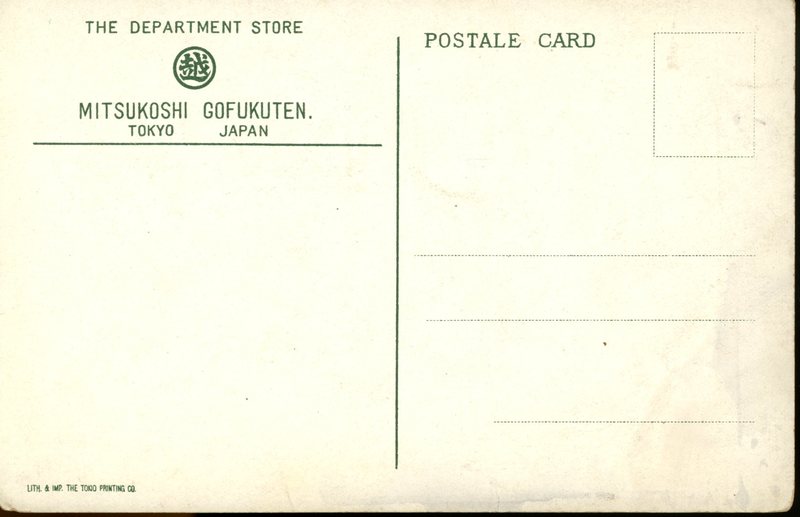 THE DEPARTMENT STORE
越
MITSUKOSHI GOFUKUTEN.
TOKYO JAPAN
POSTALE CARD
LITH. & IMP. THE TOKIO PRINTING CO.